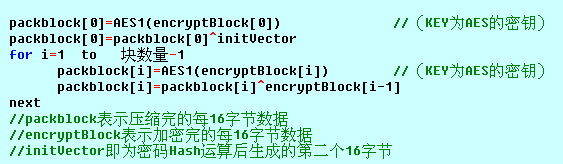 packblock[0]=AES1(encryptBlock[0]) //（KEY为AES的密钥）
packblock[0]=packblock[0]^initVector
for i=1 to 块数量-1
packblock[i]=AES1(encryptBlock[i]) //（KEY为AES的密钥）
packblock[i]=packblock[i]^encryptBlock[i-1]
next
//packblock表示压缩完的每16字节数据
//encryptBlock表示加密完的每16字节数据
//initVector即为密码Hash运算后生成的第二个16字节